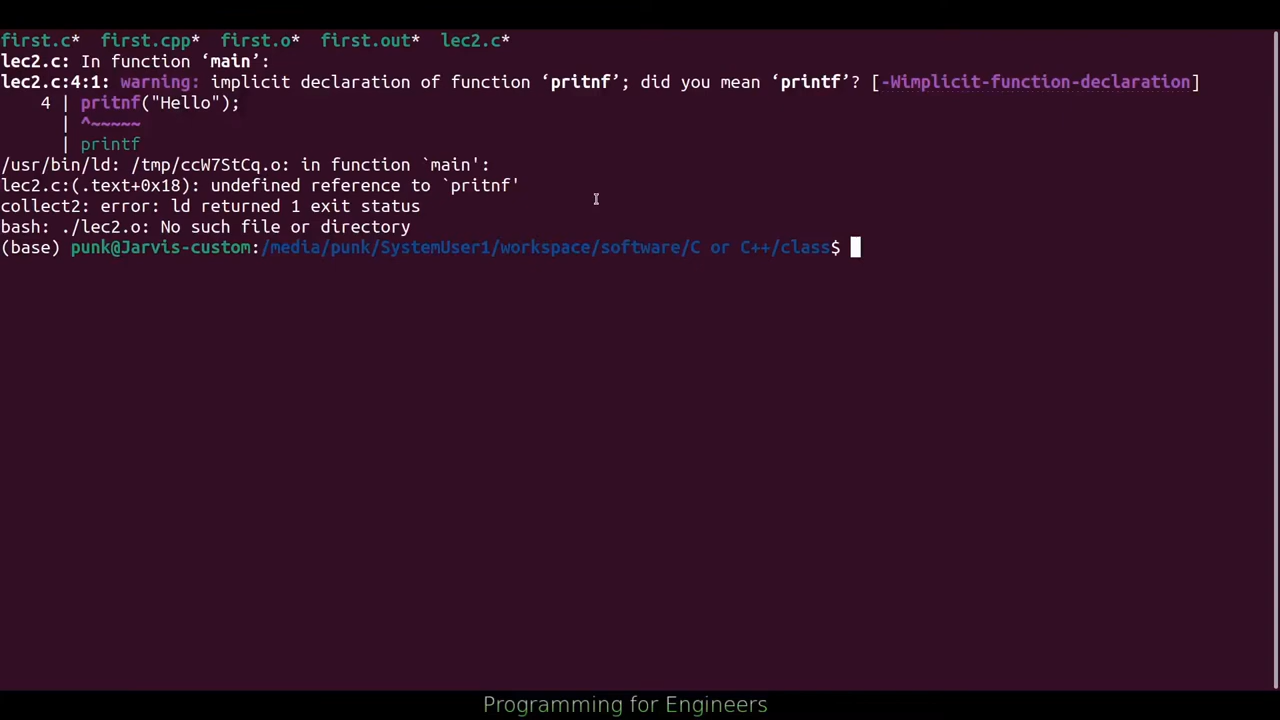 first.c*  first.cpp*  first.o*  first.out*  lec2.c*
lec2.c: In function ‘main’:
lec2.c:4:1: warning: implicit declaration of function ‘pritnf’; did you mean ‘printf’? [-Wimplicit-function-declaration]
    4 | pritnf("Hello");
      | ^~~~~~
      | printf
/usr/bin/ld: /tmp/ccW7StCq.o: in function `main':
lec2.c:(.text+0x18): undefined reference to `pritnf'
collect2: error: ld returned 1 exit status
bash: ./lec2.o: No such file or directory
(base) punk@Jarvis-custom:/media/punk/SystemUser1/workspace/software/C or C++/class$
Programming for Engineers